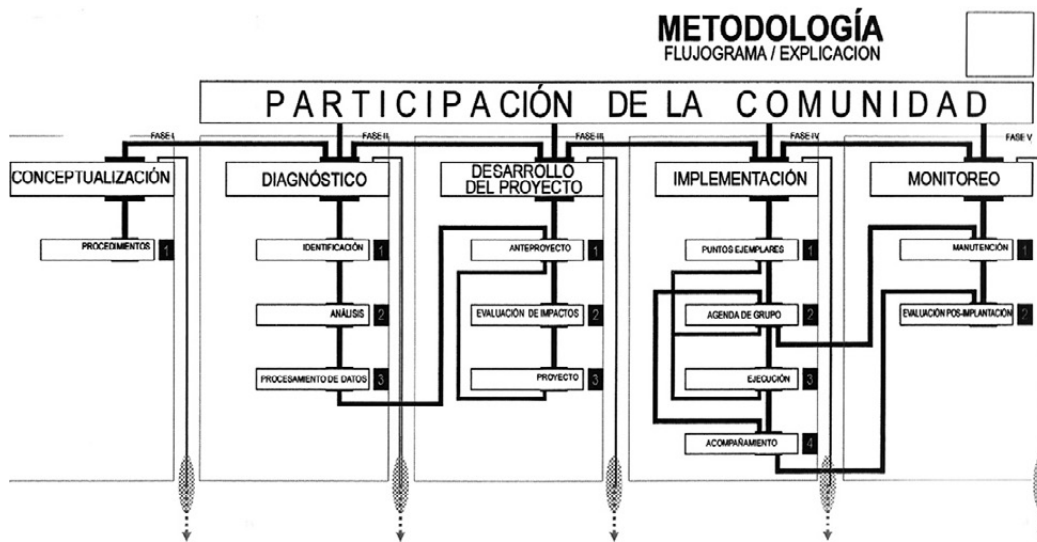 METODOLOGÍA
FLUJOGRAMA / EXPLICACION
PARTICIPACIÓN DE LA COMUNIDAD
FASE I
CONCEPTUALIZACIÓN
PROCEDIMIENTOS 1
FASE II
DIAGNÓSTICO
IDENTIFICACIÓN 1
ANÁLISIS 2
PROCESAMIENTO DE DATOS 3
FASE III
DESARROLLO
DEL PROYECTO
ANTEPROYECTO 1
EVALUACIÓN DE IMPACTOS 2
PROYECTO 3
FASE IV
IMPLEMENTACIÓN
PUNTOS EJEMPLARES 1
AGENDA DE GRUPO 2
EJECUCIÓN 3
ACOMPAÑAMIENTO 4
FASE V
MONITOREO
MANUTENCIÓN 1
EVALUACIÓN POS-IMPLANTACIÓN 2